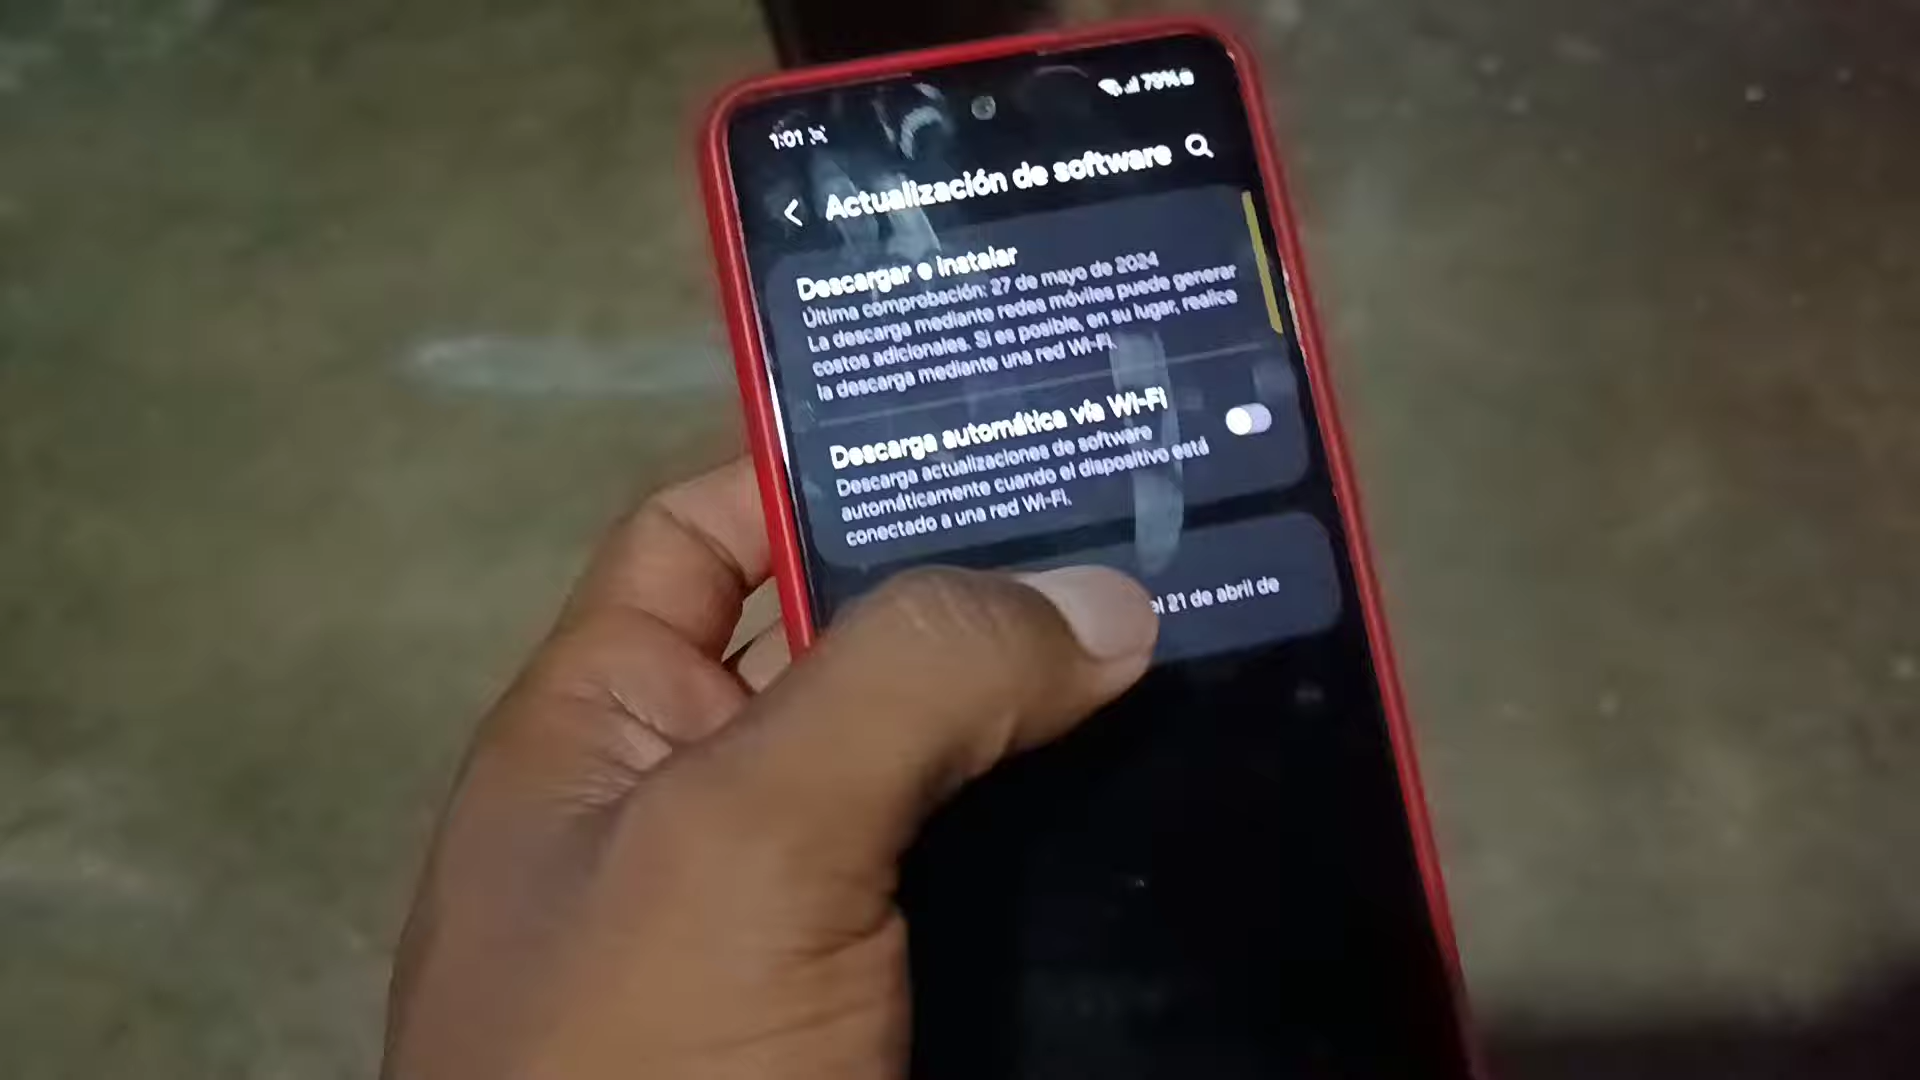 1:01
79%
Actualización de software
Descargar e instalar
Última comprobación: 27 de mayo de 2024
La descarga mediante redes móviles puede generar
costos adicionales. Si es posible, en su lugar, realice
la descarga mediante una red Wi-Fi.
Descarga automática vía Wi-Fi
Descarga actualizaciones de software
automáticamente cuando el dispositivo está
conectado a una red Wi-Fi.
el 21 de abril de